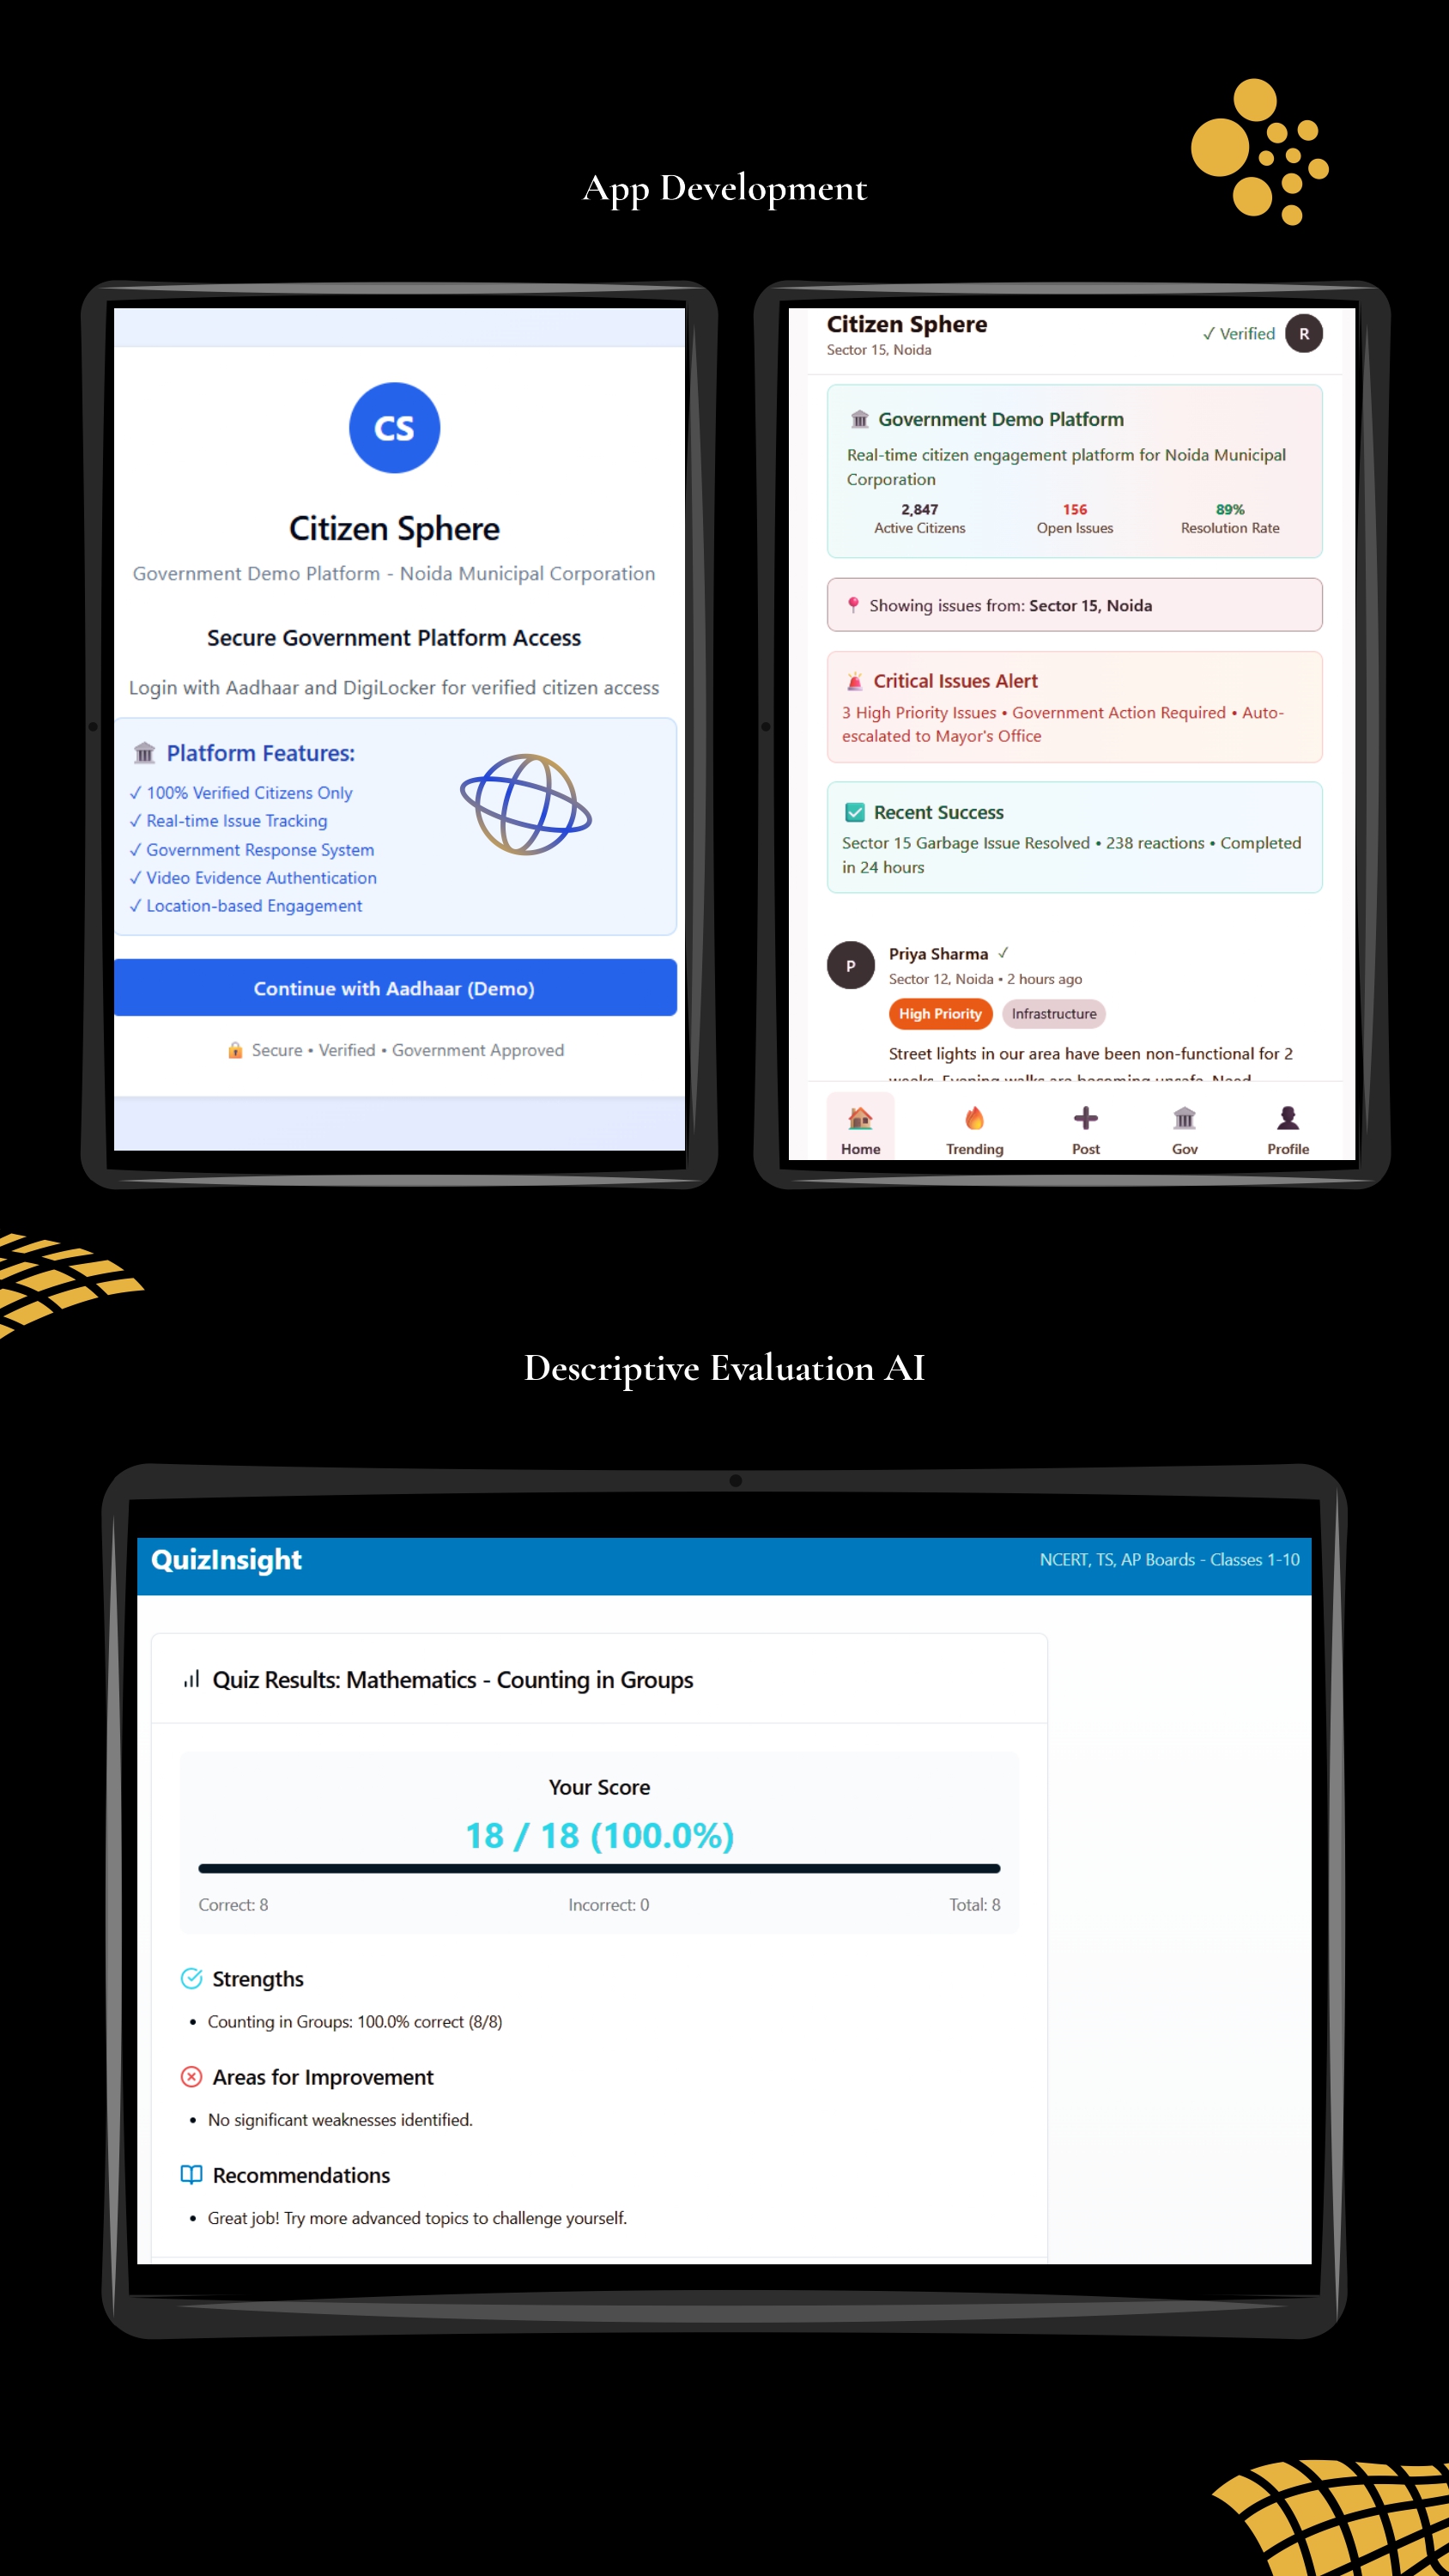 App Development
CS
Citizen Sphere
Government Demo Platform - Noida Municipal Corporation
Secure Government Platform Access
Login with Aadhaar and DigiLocker for verified citizen access
🏛️ Platform Features:
✓ 100% Verified Citizens Only
✓ Real-time Issue Tracking
✓ Government Response System
✓ Video Evidence Authentication
✓ Location-based Engagement
Continue with Aadhaar (Demo)
🔒 Secure • Verified • Government Approved
Citizen Sphere
Sector 15, Noida
✓ Verified
R
🏛️ Government Demo Platform
Real-time citizen engagement platform for Noida Municipal
Corporation
2,847 156 89%
Active Citizens Open Issues Resolution Rate
📍 Showing issues from: Sector 15, Noida
🚨 Critical Issues Alert
3 High Priority Issues • Government Action Required • Auto-
escalated to Mayor's Office
✅ Recent Success
Sector 15 Garbage Issue Resolved • 238 reactions • Completed
in 24 hours
P
Priya Sharma ✓
Sector 12, Noida • 2 hours ago
High Priority Infrastructure
Street lights in our area have been non-functional for 2
weeks. Evening walks are becoming unsafe. Need
Home Trending Post Gov Profile
Descriptive Evaluation AI
QuizInsight
NCERT, TS, AP Boards - Classes 1-10
Quiz Results: Mathematics - Counting in Groups
Your Score
18 / 18 (100.0%)
Correct: 8 Incorrect: 0 Total: 8
Strengths
• Counting in Groups: 100.0% correct (8/8)
Areas for Improvement
• No significant weaknesses identified.
Recommendations
• Great job! Try more advanced topics to challenge yourself.